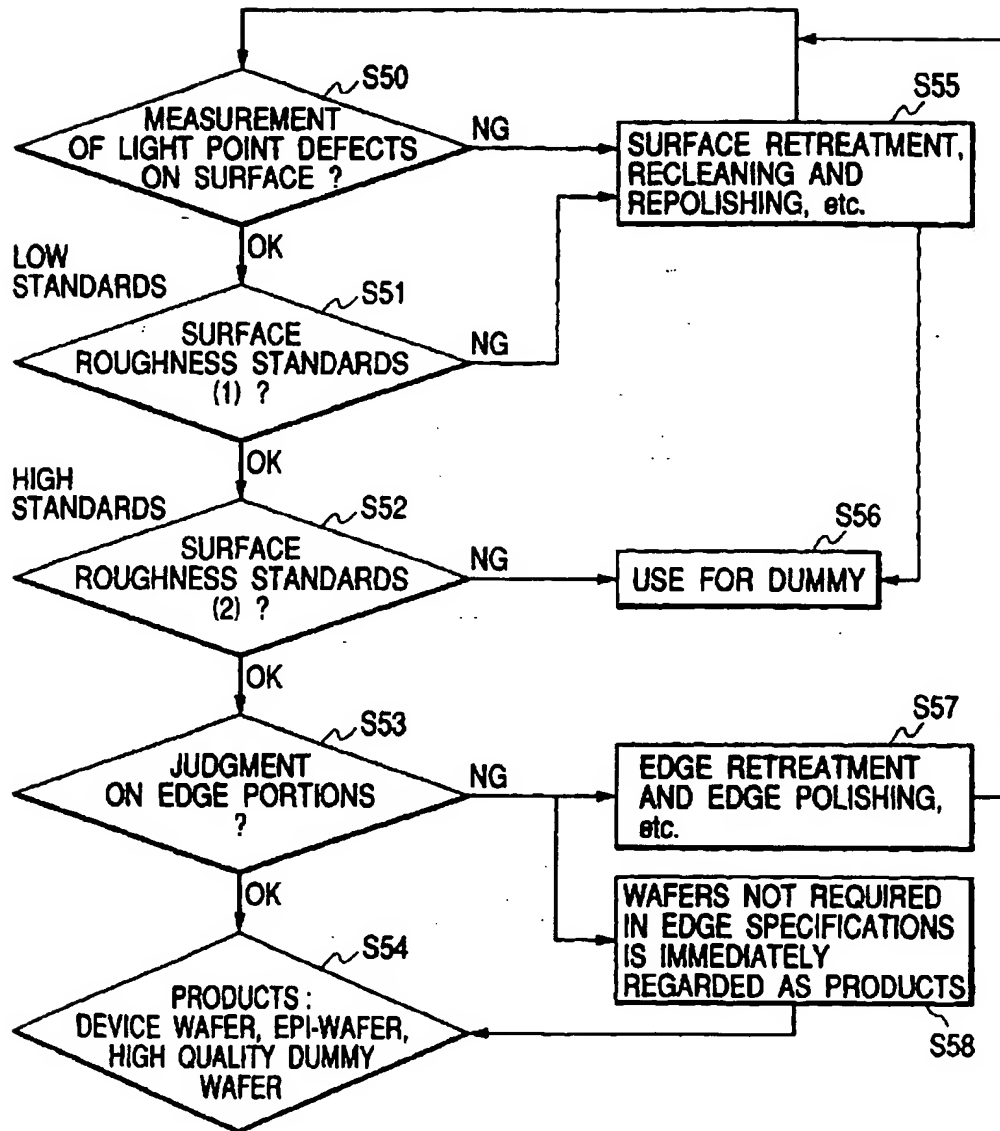 S50
MEASUREMENT
OF LIGHT POINT DEFECTS
ON SURFACE ?
NG
OK
S55
SURFACE RETREATMENT,
RECLEANING AND
REPOLISHING, etc.
LOW
STANDARDS
S51
SURFACE
ROUGHNESS STANDARDS
(1) ?
NG
OK
HIGH
STANDARDS
S52
SURFACE
ROUGHNESS STANDARDS
(2) ?
NG
OK
S56
USE FOR DUMMY
S53
JUDGMENT
ON EDGE PORTIONS
?
NG
OK
S57
EDGE RETREATMENT
AND EDGE POLISHING,
etc.
WAFERS NOT REQUIRED
IN EDGE SPECIFICATIONS
IS IMMEDIATELY
REGARDED AS PRODUCTS
S58
S54
PRODUCTS :
DEVICE WAFER, EPI-WAFER,
HIGH QUALITY DUMMY
WAFER